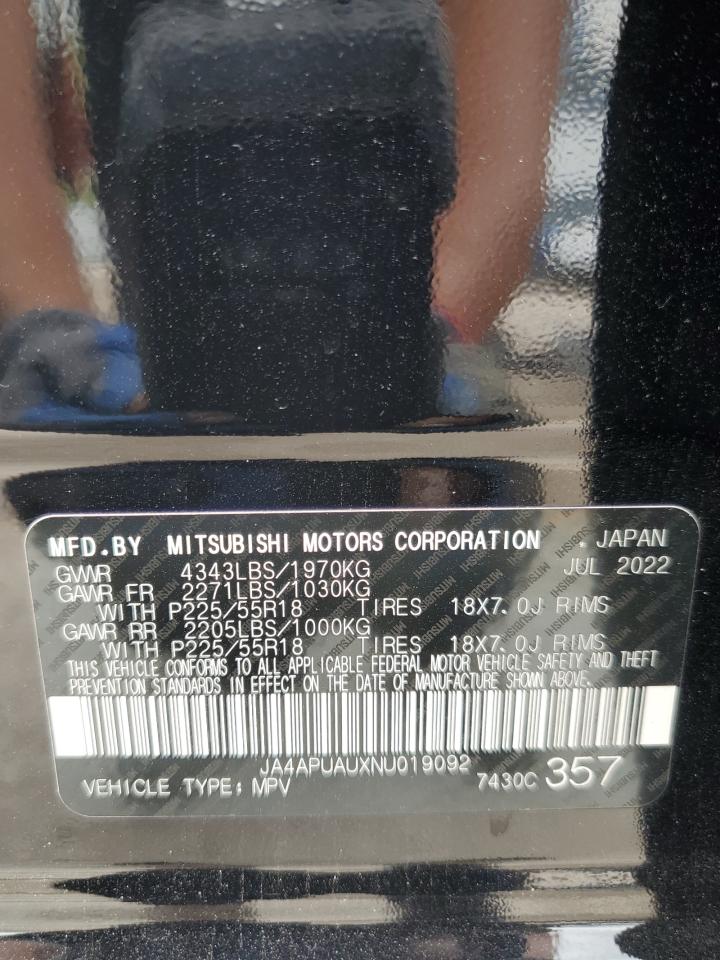 MFD.BY MITSUBISHI MOTORS CORPORATION , JAPAN
GVWR 4343LBS/1970KG JUL 2022
GAWR FR 2271LBS/1030KG
WITH P225/55R18 TIRES 18X7.0J RIMS
GAWR RR 2205LBS/1000KG
WITH P225/55R18 TIRES 18X7.0J RIMS
THIS VEHICLE CONFORMS TO ALL APPLICABLE FEDERAL MOTOR VEHICLE SAFETY AND THEFT
PREVENTION STANDARDS IN EFFECT ON THE DATE OF MANUFACTURE SHOWN ABOVE.
JA4APUAUXNU019092
VEHICLE TYPE: MPV 7430C 357